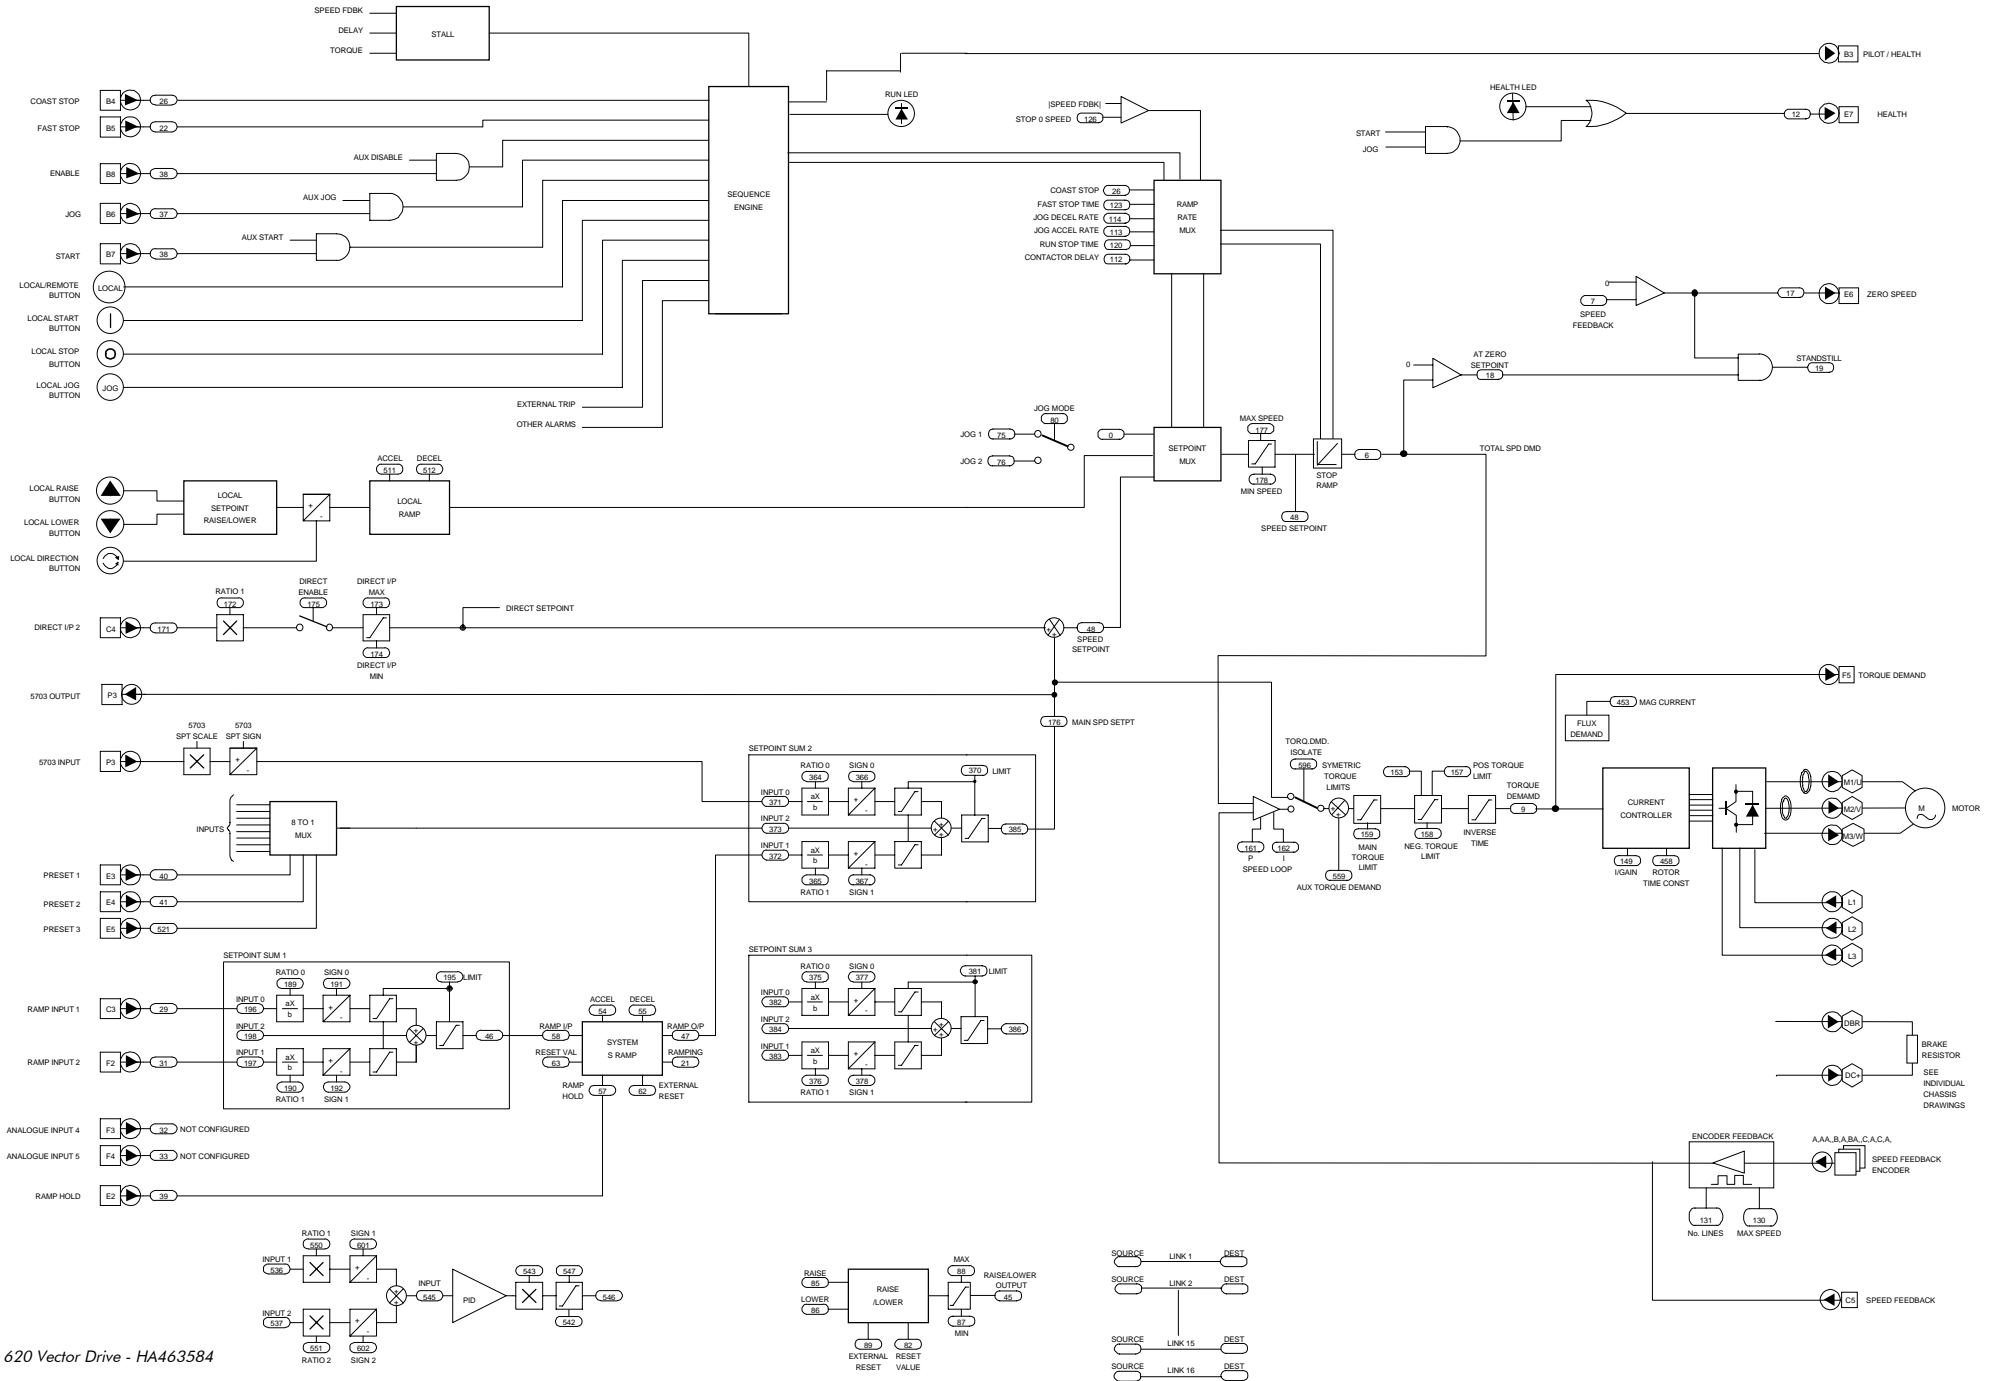 SPEED FDBK
DELAY
TORQUE
STALL
COAST STOP B4 26
FAST STOP B5 22
AUX DISABLE
ENABLE B8 38
AUX JOG
JOG B6 37
AUX START
START B7 38
LOCAL/REMOTE
BUTTON
LOCAL
LOCAL START
BUTTON
LOCAL STOP
BUTTON
LOCAL JOG
BUTTON
JOG
EXTERNAL TRIP
OTHER ALARMS
SEQUENCE
ENGINE
RUN LED
B3 PILOT / HEALTH
HEALTH LED
START
JOG
12 E7 HEALTH
|SPEED FDBK|
STOP 0 SPEED 126
COAST STOP 26
FAST STOP TIME 123
JOG DECEL RATE 114
JOG ACCEL RATE 113
RUN STOP TIME 120
CONTACTOR DELAY 112
RAMP
RATE
MUX
0
7
SPEED
FEEDBACK
17 E6 ZERO SPEED
0
AT ZERO
SETPOINT
18
STANDSTILL
19
JOG MODE
80
JOG 1 75
JOG 2 76
0
SETPOINT
MUX
MAX SPEED
177
178
MIN SPEED
48
SPEED SETPOINT
STOP
RAMP
6
TOTAL SPD DMD
LOCAL RAISE
BUTTON
LOCAL LOWER
BUTTON
LOCAL DIRECTION
BUTTON
LOCAL
SETPOINT
RAISE/LOWER
+
-
ACCEL
511
DECEL
512
LOCAL
RAMP
DIRECT I/P 2 C4 171
RATIO 1
172
DIRECT
ENABLE
175
DIRECT I/P
MAX
173
174
DIRECT I/P
MIN
DIRECT SETPOINT
+ +
48
SPEED
SETPOINT
5703 OUTPUT P3
176 MAIN SPD SETPT
5703
SPT SCALE
5703
SPT SIGN
5703 INPUT P3
+
-
INPUTS
8 TO 1
MUX
PRESET 1 E3 40
PRESET 2 E4 41
PRESET 3 E5 521
SETPOINT SUM 2
RATIO 0
364
SIGN 0
366
370 LIMIT
INPUT 0
371
aX
b
+
-
INPUT 2
373
385
INPUT 1
372
aX
b
+
-
365
RATIO 1
367
SIGN 1
F5 TORQUE DEMAND
453 MAG CURRENT
FLUX
DEMAND
TORQ.DMD.
ISOLATE
596
SYMETRIC
TORQUE
LIMITS
153
157 POS TORQUE
LIMIT
TORQUE
DEMAMD
9
161
P
162
I
SPEED LOOP
559
AUX TORQUE DEMAND
159
MAIN
TORQUE
LIMIT
158
NEG. TORQUE
LIMIT
INVERSE
TIME
CURRENT
CONTROLLER
149
I/GAIN
458
ROTOR
TIME CONST
M1/U
M2/V
M3/W
M
MOTOR
L1
L2
L3
SETPOINT SUM 1
RATIO 0
189
SIGN 0
191
195 LIMIT
RAMP INPUT 1 C3 29
INPUT 0
196
aX
b
+
-
INPUT 2
198
46
RAMP INPUT 2 F2 31
INPUT 1
197
aX
b
+
-
190
RATIO 1
192
SIGN 1
ACCEL
54
DECEL
55
RAMP I/P
58
RESET VAL
63
SYSTEM
S RAMP
RAMP O/P
47
RAMPING
21
RAMP
HOLD
57
62
EXTERNAL
RESET
SETPOINT SUM 3
RATIO 0
375
SIGN 0
377
381 LIMIT
INPUT 0
382
aX
b
+
-
INPUT 2
384
386
INPUT 1
383
aX
b
+
-
376
RATIO 1
378
SIGN 1
DBR
BRAKE
RESISTOR
DC+
SEE
INDIVIDUAL
CHASSIS
DRAWINGS
ANALOGUE INPUT 4 F3 32 NOT CONFIGURED
ANALOGUE INPUT 5 F4 33 NOT CONFIGURED
RAMP HOLD E2 39
ENCODER FEEDBACK
A,AA,,B,A,BA,,C,A,C,A,
SPEED FEEDBACK
ENCODER
131
No. LINES
130
MAX SPEED
C5 SPEED FEEDBACK
RATIO 1
550
SIGN 1
601
INPUT 1
536
+
-
INPUT
545
PID
543
547
546
542
INPUT 2
537
+
-
551
RATIO 2
602
SIGN 2
RAISE
85
LOWER
86
RAISE
/LOWER
89
EXTERNAL
RESET
82
RESET
VALUE
MAX
88
87
MIN
RAISE/LOWER
OUTPUT
45
SOURCE LINK 1 DEST
SOURCE LINK 2 DEST
SOURCE LINK 15 DEST
SOURCE LINK 16 DEST
620 Vector Drive - HA463584